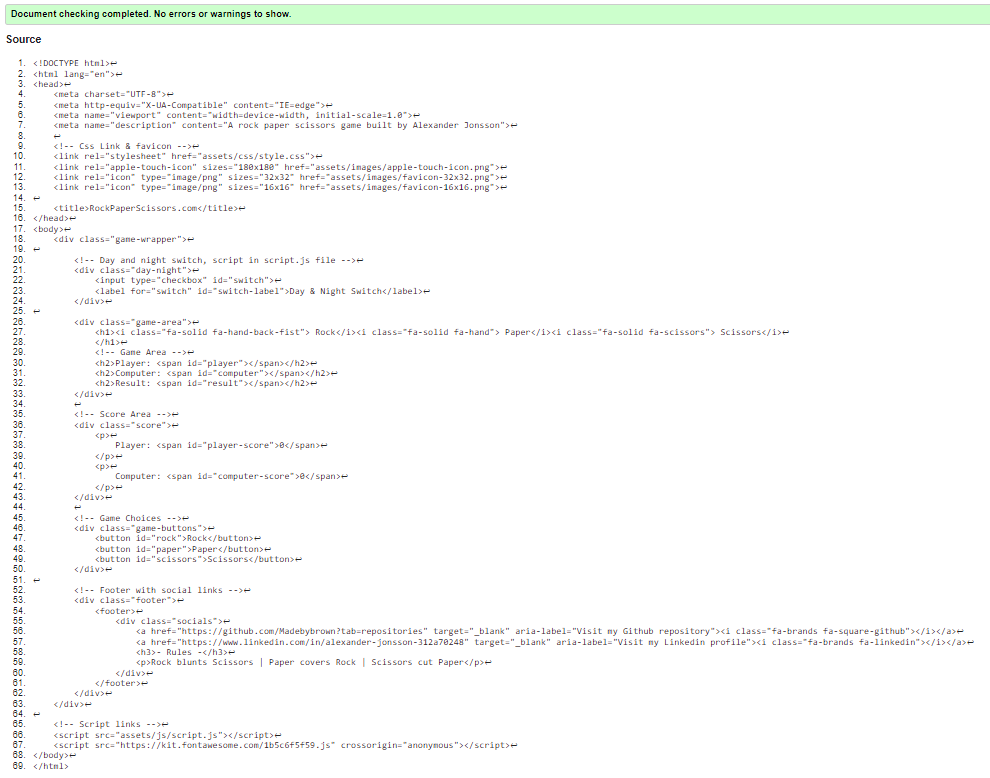 Document checking completed. No errors or warnings to show.
Source
1. <!DOCTYPE html>↩
2. <html lang="en">↩
3. <head>↩
4. <meta charset="UTF-8">↩
5. <meta http-equiv="X-UA-Compatible" content="IE=edge">↩
6. <meta name="viewport" content="width=device-width, initial-scale=1.0">↩
7. <meta name="description" content="A rock paper scissors game built by Alexander Jonsson">↩
8. ↩
9. <!-- Css Link & favicon -->↩
10. <link rel="stylesheet" href="assets/css/style.css">↩
11. <link rel="apple-touch-icon" sizes="180x180" href="assets/images/apple-touch-icon.png">↩
12. <link rel="icon" type="image/png" sizes="32x32" href="assets/images/favicon-32x32.png">↩
13. <link rel="icon" type="image/png" sizes="16x16" href="assets/images/favicon-16x16.png">↩
14. ↩
15. <title>RockPaperScissors.com</title>↩
16. </head>↩
17. <body>↩
18. <div class="game-wrapper">↩
19. ↩
20. <!-- Day and night switch, script in script.js file -->↩
21. <div class="day-night">↩
22. <input type="checkbox" id="switch">↩
23. <label for="switch" id="switch-label">Day & Night Switch</label>↩
24. </div>↩
25. ↩
26. <div class="game-area">↩
27. <h1><i class="fa-solid fa-hand-back-fist"> Rock</i><i class="fa-solid fa-hand"> Paper</i><i class="fa-solid fa-scissors"> Scissors</i>↩
28. </h1>↩
29. <!-- Game Area -->↩
30. <h2>Player: <span id="player"></span></h2>↩
31. <h2>Computer: <span id="computer"></span></h2>↩
32. <h2>Result: <span id="result"></span></h2>↩
33. </div>↩
34. ↩
35. <!-- Score Area -->↩
36. <div class="score">↩
37. <p>↩
38. Player: <span id="player-score">0</span>↩
39. </p>↩
40. <p>↩
41. Computer: <span id="computer-score">0</span>↩
42. </p>↩
43. </div>↩
44. ↩
45. <!-- Game Choices -->↩
46. <div class="game-buttons">↩
47. <button id="rock">Rock</button>↩
48. <button id="paper">Paper</button>↩
49. <button id="scissors">Scissors</button>↩
50. </div>↩
51. ↩
52. <!-- Footer with social links -->↩
53. <div class="footer">↩
54. <footer>↩
55. <div class="socials">↩
56. <a href="https://github.com/Madebybrown?tab=repositories" target="_blank" aria-label="Visit my Github repository"><i class="fa-brands fa-square-github"></i></a>↩
57. <a href="https://www.linkedin.com/in/alexander-jonsson-312a70248" target="_blank" aria-label="Visit my Linkedin profile"><i class="fa-brands fa-linkedin"></i></a>↩
58. <h3>- Rules -</h3>↩
59. <p>Rock blunts Scissors | Paper covers Rock | Scissors cut Paper</p>↩
60. </div>↩
61. </footer>↩
62. </div>↩
63. </div>↩
64. ↩
65. <!-- Script links -->↩
66. <script src="assets/js/script.js"></script>↩
67. <script src="https://kit.fontawesome.com/1b5c6f5f59.js" crossorigin="anonymous"></script>↩
68. </body>↩
69. </html>